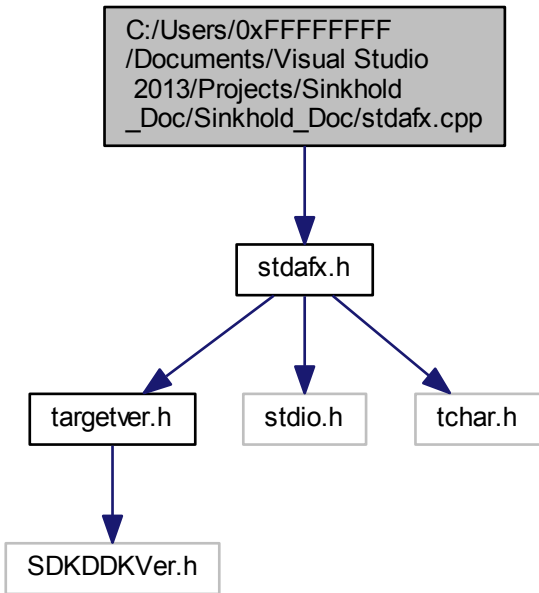 C:/Users/0xFFFFFFFF
/Documents/Visual Studio
2013/Projects/Sinkhold
_Doc/Sinkhold_Doc/stdafx.cpp
stdafx.h
targetver.h
stdio.h
tchar.h
SDKDDKVer.h